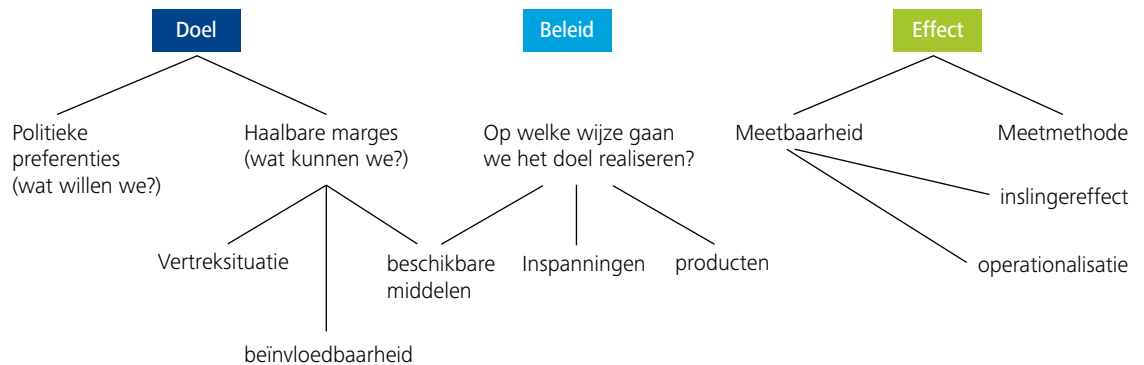 Doel
Beleid
Effect
Politieke
preferenties
(wat willen we?)
Haalbare marges
(wat kunnen we?)
Op welke wijze gaan
we het doel realiseren?
Meetbaarheid
Meetmethode
inslingereffect
Vertreksituatie
beschikbare
middelen
Inspanningen
producten
operationalisatie
beïnvloedbaarheid